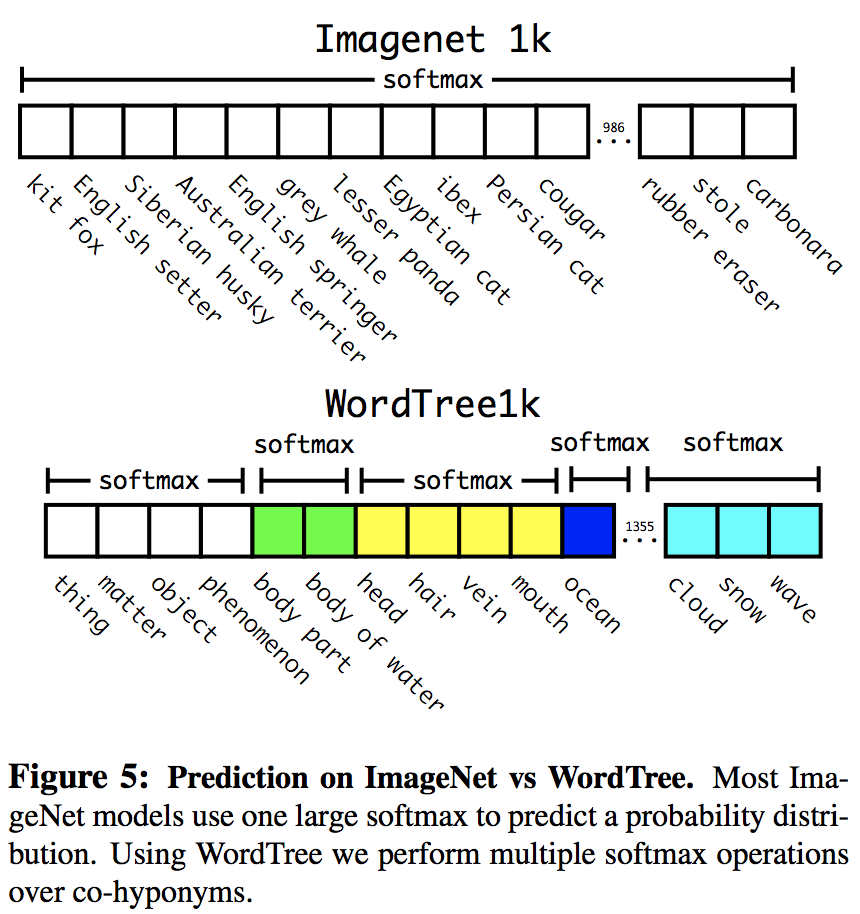 Imagenet 1k
softmax
986
kit fox
English setter
Siberian husky
Australian terrier
English springer
grey whale
lesser panda
Egyptian cat
ibex
Persian cat
cougar
rubber eraser
stole
carbonara
WordTree1k
softmax
softmax
softmax
softmax
softmax
1355
thing
matter
object
phenomenon
body part
body of water
head
hair
vein
mouth
ocean
cloud
snow
wave
Figure 5: Prediction on ImageNet vs WordTree. Most Ima-
geNet models use one large softmax to predict a probability distri-
bution. Using WordTree we perform multiple softmax operations
over co-hyponyms.